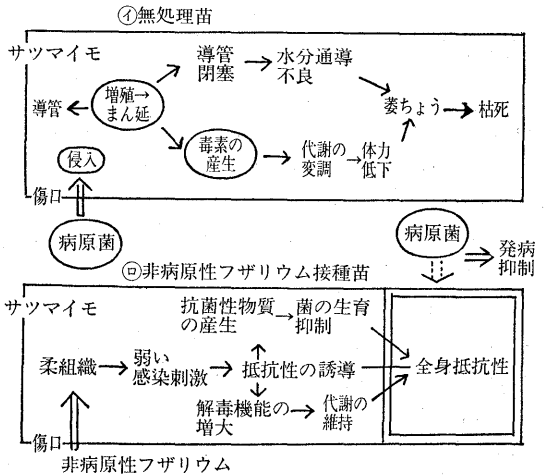 ㋑無処理苗
サツマイモ
導管
閉塞
水分通導
不良
導管
増殖→
まん延
萎ちょう
枯死
毒素の
産生
代謝の
変調
体力
低下
侵入
傷口
病原菌
病原菌
発病
抑制
㋺非病原性フザリウム接種苗
サツマイモ
抗菌性物質
の産生
菌の生育
抑制
柔組織
弱い
感染刺激
抵抗性の誘導
全身抵抗性
解毒機能の
増大
代謝の
維持
傷口
非病原性フザリウム